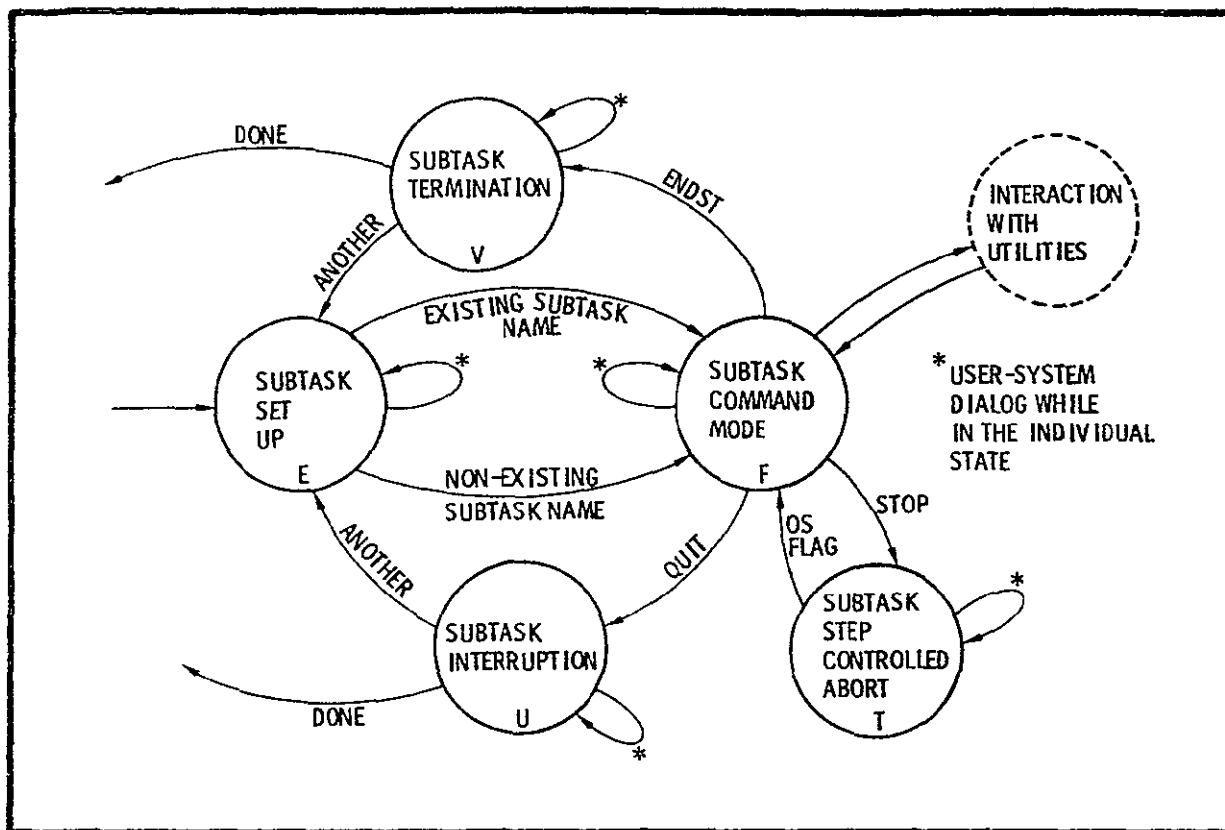 DONE
*
SUBTASK
TERMINATION
V
ENDST
INTERACTION
WITH
UTILITIES
ANOTHER
EXISTING SUBTASK
NAME
*
*
SUBTASK
SET
UP
E
SUBTASK
COMMAND
MODE
F
* USER-SYSTEM
DIALOG WHILE
IN THE INDIVIDUAL
STATE
NON-EXISTING
SUBTASK NAME
STOP
OS
FLAG
ANOTHER
QUIT
SUBTASK
INTERRUPTION
U
*
SUBTASK
STEP
CONTROLLED
ABORT
T
*
DONE